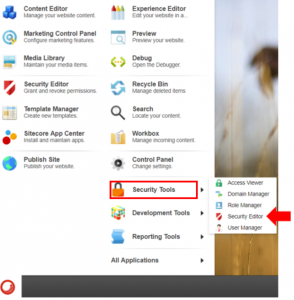 Content Editor
Manage your website content.
Marketing Control Panel
Configure marketing features.
Media Library
Maintain your media items.
Security Editor
Grant and revoke permissions.
Template Manager
Create new templates.
Sitecore App Center
Install and maintain apps.
Publish Site
Publish your website.
Experience Editor
Edit your website in a...
Preview
Preview your website.
Debug
Open the Debugger.
Recycle Bin
Manage deleted items
Search
Locate your content.
Workbox
Manage incoming content.
Control Panel
Change settings.
Security Tools
Development Tools
Reporting Tools
All Applications
Access Viewer
Domain Manager
Role Manager
Security Editor
User Manager